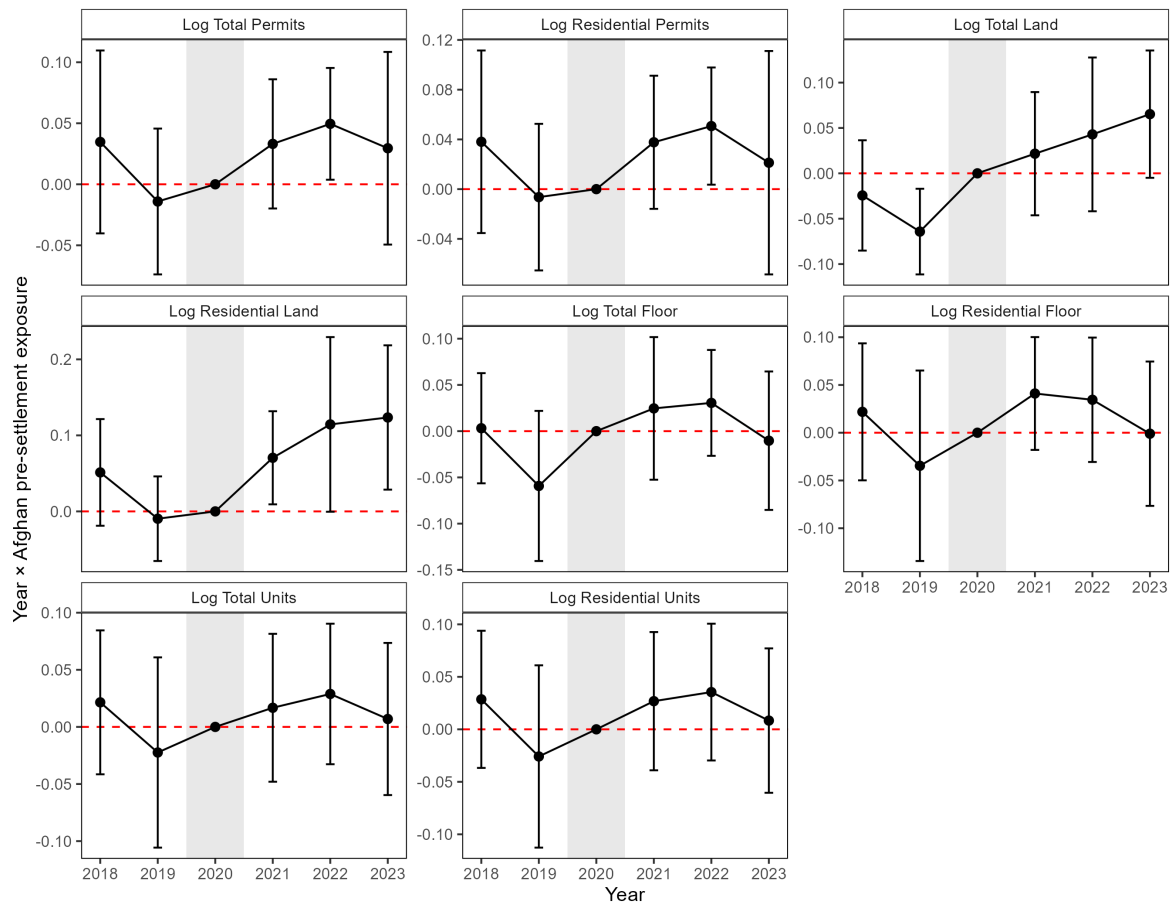 Log Total Permits
0.10
0.05
0.00
-0.05
Log Residential Permits
0.12
0.08
0.04
0.00
-0.04
Log Total Land
0.10
0.05
0.00
-0.05
-0.10
Log Residential Land
0.2
0.1
0.0
Log Total Floor
0.10
0.05
0.00
-0.05
-0.10
-0.15
Log Residential Floor
0.10
0.05
0.00
-0.05
-0.10
2018 2019 2020 2021 2022 2023
Log Total Units
0.10
0.05
0.00
-0.05
-0.10
2018 2019 2020 2021 2022 2023
Log Residential Units
0.10
0.05
0.00
-0.05
-0.10
2018 2019 2020 2021 2022 2023
Year × Afghan pre-settlement exposure
Year